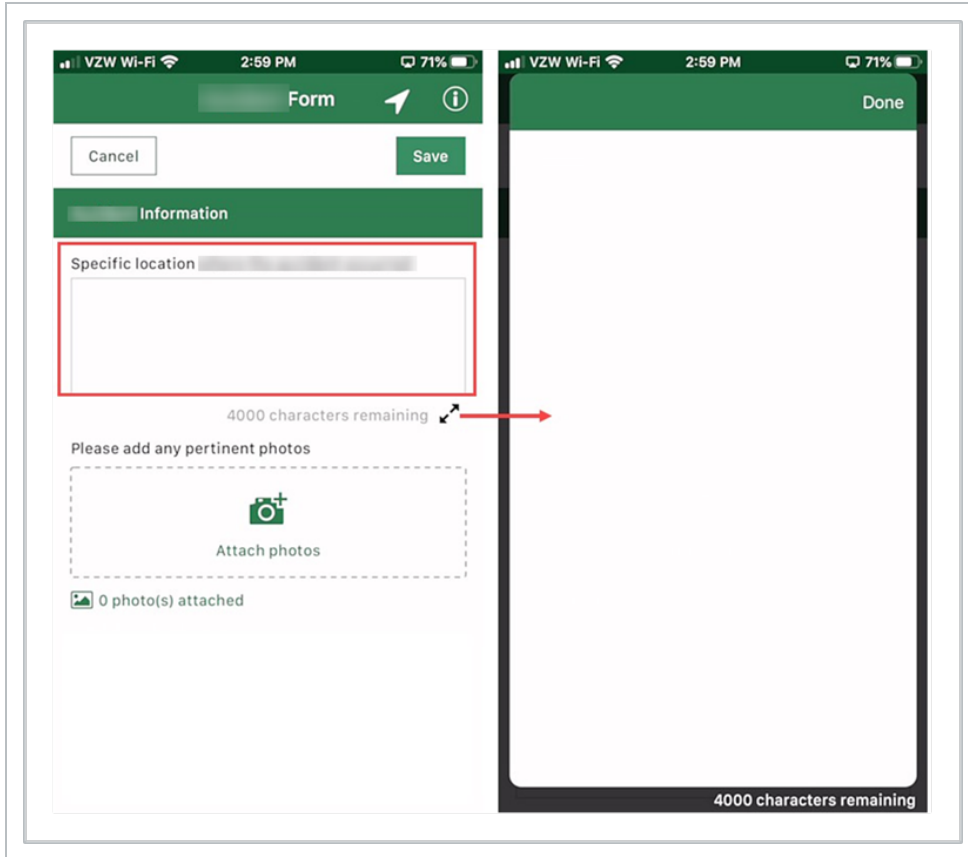 VZW Wi-Fi 2:59 PM 71%
Form
Cancel Save
Information
Specific location
4000 characters remaining
Please add any pertinent photos
Attach photos
0 photo(s) attached
VZW Wi-Fi 2:59 PM 71%
Done
4000 characters remaining